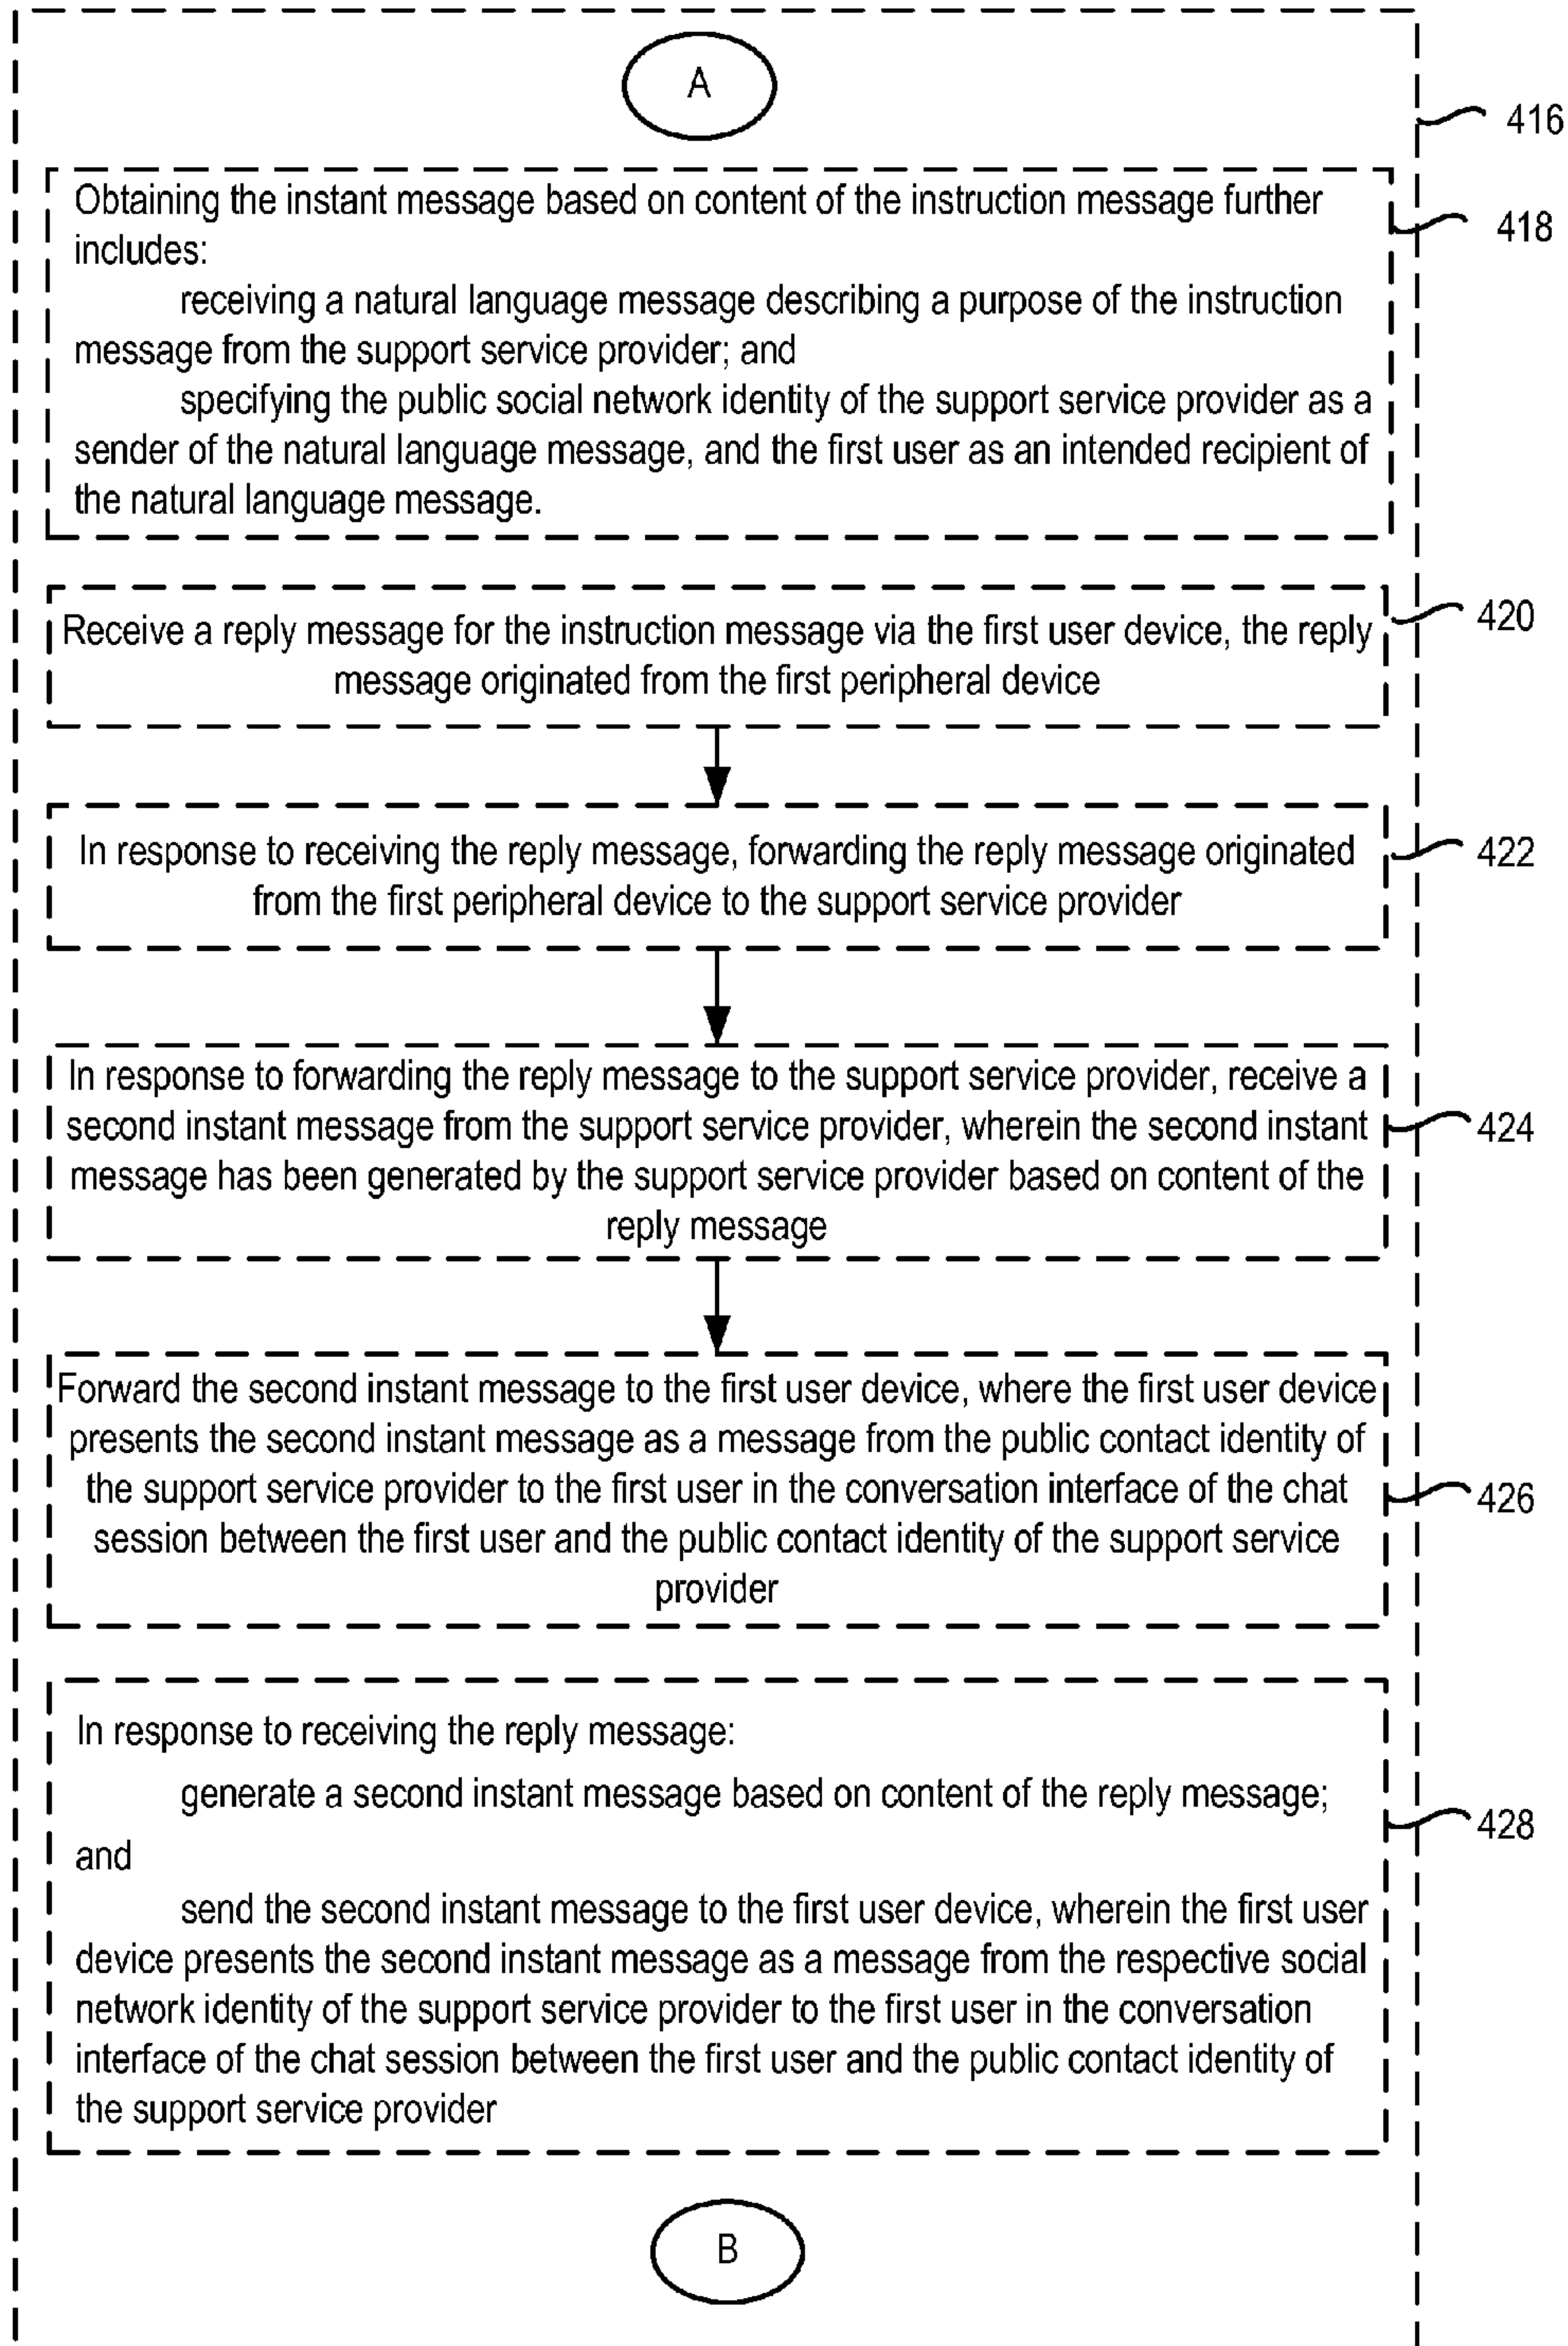 A
416
Obtaining the instant message based on content of the instruction message further
includes:
receiving a natural language message describing a purpose of the instruction
message from the support service provider; and
specifying the public social network identity of the support service provider as a
sender of the natural language message, and the first user as an intended recipient of
the natural language message.
418
Receive a reply message for the instruction message via the first user device, the reply
message originated from the first peripheral device
420
In response to receiving the reply message, forwarding the reply message originated
from the first peripheral device to the support service provider
422
In response to forwarding the reply message to the support service provider, receive a
second instant message from the support service provider, wherein the second instant
message has been generated by the support service provider based on content of the
reply message
424
Forward the second instant message to the first user device, where the first user device
presents the second instant message as a message from the public contact identity of
the support service provider to the first user in the conversation interface of the chat
session between the first user and the public contact identity of the support service
provider
426
In response to receiving the reply message:
generate a second instant message based on content of the reply message;
and
send the second instant message to the first user device, wherein the first user
device presents the second instant message as a message from the respective social
network identity of the support service provider to the first user in the conversation
interface of the chat session between the first user and the public contact identity of
the support service provider
428
B